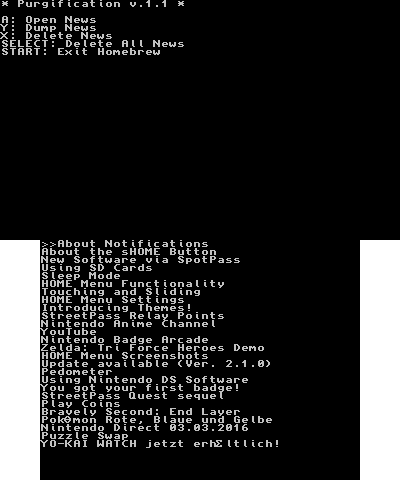 * Purgification v.1.1 *
A: Open News
Y: Dump News
X: Delete News
SELECT: Delete All News
START: Exit Homebrew
>>About Notifications
About the sHOME Button
New Software via SpotPass
Using SD Cards
Sleep Mode
HOME Menu Functionality
Touching and Sliding
HOME Menu Settings
Introducing Themes!
StreetPass Relay Points
Nintendo Anime Channel
YouTube
Nintendo Badge Arcade
Zelda: Tri Force Heroes Demo
HOME Menu Screenshots
Update available (Ver. 2.1.0)
Pedometer
Using Nintendo DS Software
You got your first badge!
StreetPass Quest sequel
Play Coins
Bravely Second: End Layer
PokΘmon Rote, Blaue und Gelbe
Nintendo Direct 03.03.2016
Puzzle Swap
YO-KAI WATCH jetzt erhΣltlich!